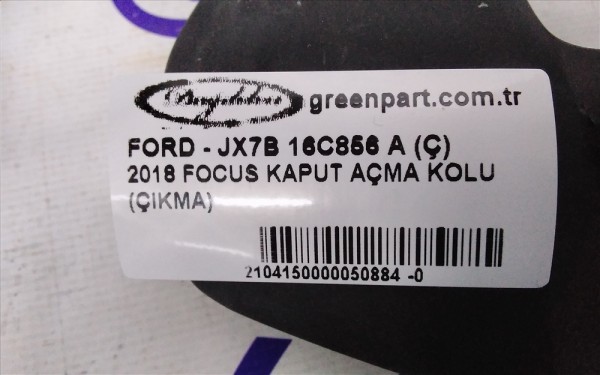 greenpart.com.tr
FORD - JX7B 16C856 A (Ç)
2018 FOCUS KAPUT AÇMA KOLU
(ÇIKMA)
2104150000050884 -0